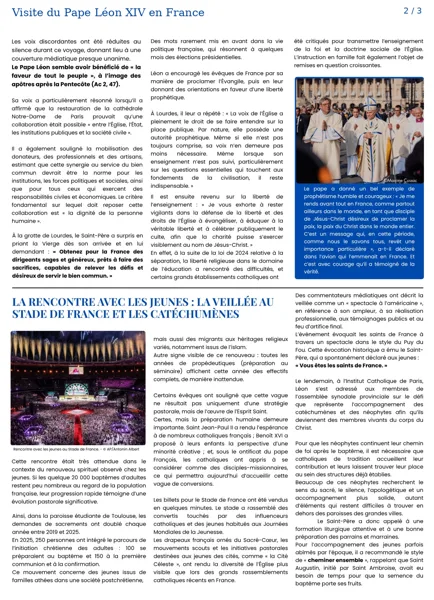 Visite du Pape Léon XIV en France
2 / 3
Les voix discordantes ont été réduites au
silence durant ce voyage, donnant lieu à une
couverture médiatique presque unanime.
Le Pape Léon semble avoir bénéficié de « la
faveur de tout le peuple », à l'image des
apôtres après la Pentecôte (Ac 2, 47).
Sa voix a particulièrement résonné lorsqu'il a
affirmé que la restauration de la cathédrale
Notre-Dame de Paris prouvait qu'une
collaboration était possible « entre l'Église, l'État,
les institutions publiques et la société civile ».
Il a également souligné la mobilisation des
donateurs, des professionnels et des artisans,
estimant que cette synergie au service du bien
commun devrait être la norme pour les
institutions, les forces politiques et sociales, ainsi
que pour tous ceux qui exercent des
responsabilités civiles et économiques. Le critère
fondamental sur lequel doit reposer cette
collaboration est « la dignité de la personne
humaine ».
À la grotte de Lourdes, le Saint-Père a surpris en
priant la Vierge dès son arrivée et en lui
demandant : « Obtenez pour la France des
dirigeants sages et généreux, prêts à faire des
sacrifices, capables de relever les défis et
désireux de servir le bien commun. »
Des mots rarement mis en avant dans la vie
politique française, qui résonnent à quelques
mois des élections présidentielles.
Léon a encouragé les évêques de France par sa
manière de proclamer l'Évangile, puis en leur
donnant des orientations en faveur d'une liberté
prophétique.
À Lourdes, il leur a répété : « La voix de l'Église a
pleinement le droit de se faire entendre sur la
place publique. Par nature, elle possède une
autorité prophétique. Même si elle n'est pas
toujours comprise, sa voix n'en demeure pas
moins nécessaire. Même lorsque son
enseignement n'est pas suivi, particulièrement
sur les questions essentielles qui touchent aux
fondements de la civilisation, il reste
indispensable. »
Il est ensuite revenu sur la liberté de
l'enseignement : « Je vous exhorte à rester
vigilants dans la défense de la liberté et des
droits de l'Église à évangéliser, à éduquer à la
véritable liberté et à célébrer publiquement le
culte, afin que la charité puisse s'exercer
visiblement au nom de Jésus-Christ. »
En effet, à la suite de la loi de 2024 relative à la
séparation, la liberté religieuse dans le domaine
de l'éducation a rencontré des difficultés, et
certains grands établissements catholiques ont
été critiqués pour transmettre l'enseignement
de la foi et la doctrine sociale de l'Église.
L'instruction en famille fait également l'objet de
remises en question croissantes.
Le pape a donné un bel exemple de
prophétisme humble et courageux : « Je me
rends avant tout en France, comme partout
ailleurs dans le monde, en tant que disciple
de Jésus-Christ désireux de proclamer la
paix, la paix du Christ dans le monde entier.
C'est un message qui, en cette période,
comme nous le savons tous, revêt une
importance particulière », a-t-il déclaré
dans l'avion qui l'emmenait en France. Et
c'est avec courage qu'il a témoigné de la
vérité.
LA RENCONTRE AVEC LES JEUNES : LA VEILLÉE AU
STADE DE FRANCE ET LES CATÉCHUMÈNES
Rencontre avec les jeunes au stade de France
Cette rencontre était très attendue dans le
contexte du renouveau spirituel observé chez les
jeunes. Si les quelque 20 000 baptêmes d'adultes
restent peu nombreux au regard de la population
française, leur progression rapide témoigne d'une
évolution pastorale significative.
Ainsi, dans la paroisse étudiante de Toulouse, les
demandes de sacrements ont doublé chaque
année entre 2019 et 2025.
En 2025, 250 personnes ont intégré le parcours de
l'initiation chrétienne des adultes : 100 se
préparaient au baptême et 150 à la première
communion et à la confirmation.
Ce mouvement concerne des jeunes issus de
familles athées dans une société postchrétienne,
mais aussi des migrants aux héritages religieux
variés, notamment issus de l'islam.
Autre signe visible de ce renouveau : toutes les
années de propédeutiques (préparation au
séminaire) affichent cette année des effectifs
complets, de manière inattendue.
Certains évêques ont souligné que cette vague
ne résultait pas uniquement d'une stratégie
pastorale, mais de l'œuvre de l'Esprit Saint.
Certes, mais la préparation humaine demeure
importante. Saint Jean-Paul II a rendu l'espérance
à de nombreux catholiques français ; Benoît XVI a
proposé à leurs enfants la perspective d'une
minorité créative ; et, sous le pontificat du pape
François, les catholiques ont appris à se
considérer comme des disciples-missionnaires,
ce qui permettra aujourd'hui d'accueillir cette
vague de conversions.
Les billets pour le Stade de France ont été vendus
en quelques minutes. Le stade a rassemblé des
convertis touchés par des influenceurs
catholiques et des jeunes habitués aux Journées
Mondiales de la Jeunesse.
Les drapeaux ornés du Sacré-Cœur, les
mouvements scouts et les initiatives pastorales
destinées aux jeunes des cités, comme « la Cité
Céleste », ont rendu la diversité de l'Église plus
visible que lors des grands rassemblements
catholiques récents en France.
Des commentateurs médiatiques ont décrit la
veillée comme un « spectacle à l'américaine »,
en référence à son ampleur, à sa réalisation
professionnelle, aux témoignages publics et au
feu d'artifice final.
L'événement évoquait les saints de France à
travers un spectacle dans le style du Puy du
Fou. Cette évocation historique a ému le Saint-
Père, qui a spontanément déclaré aux jeunes :
« Vous êtes les saints de France. »
Le lendemain, à l'Institut Catholique de Paris,
Léon s'est adressé aux membres de
l'assemblée synodale provinciale sur le défi
que représente l'accompagnement des
catéchumènes et des néophytes afin qu'ils
deviennent des membres vivants du corps du
Christ.
Pour que les néophytes continuent leur chemin
de foi après le baptême, il est nécessaire que
catholiques de tradition accueillent leur
contribution et leurs laissent trouver leur place
au sein des structures déjà établies.
Beaucoup de ces néophytes recherchent le
sens du sacré, le silence, l'apologétique et un
accompagnement plus solide, autant
d'éléments qui restent difficiles à trouver en
dehors des paroisses des grandes villes.
Le Saint-Père a donc appelé à une
formation liturgique attentive et à une bonne
préparation des parrains et marraines.
Pour l'accompagnement des jeunes parfois
abîmés par l'époque, il a recommandé le style
de « cheminer ensemble », rappelant que Saint
Augustin, initié par Saint Ambroise, avait eu
besoin de temps pour que la semence du
baptême porte ses fruits.